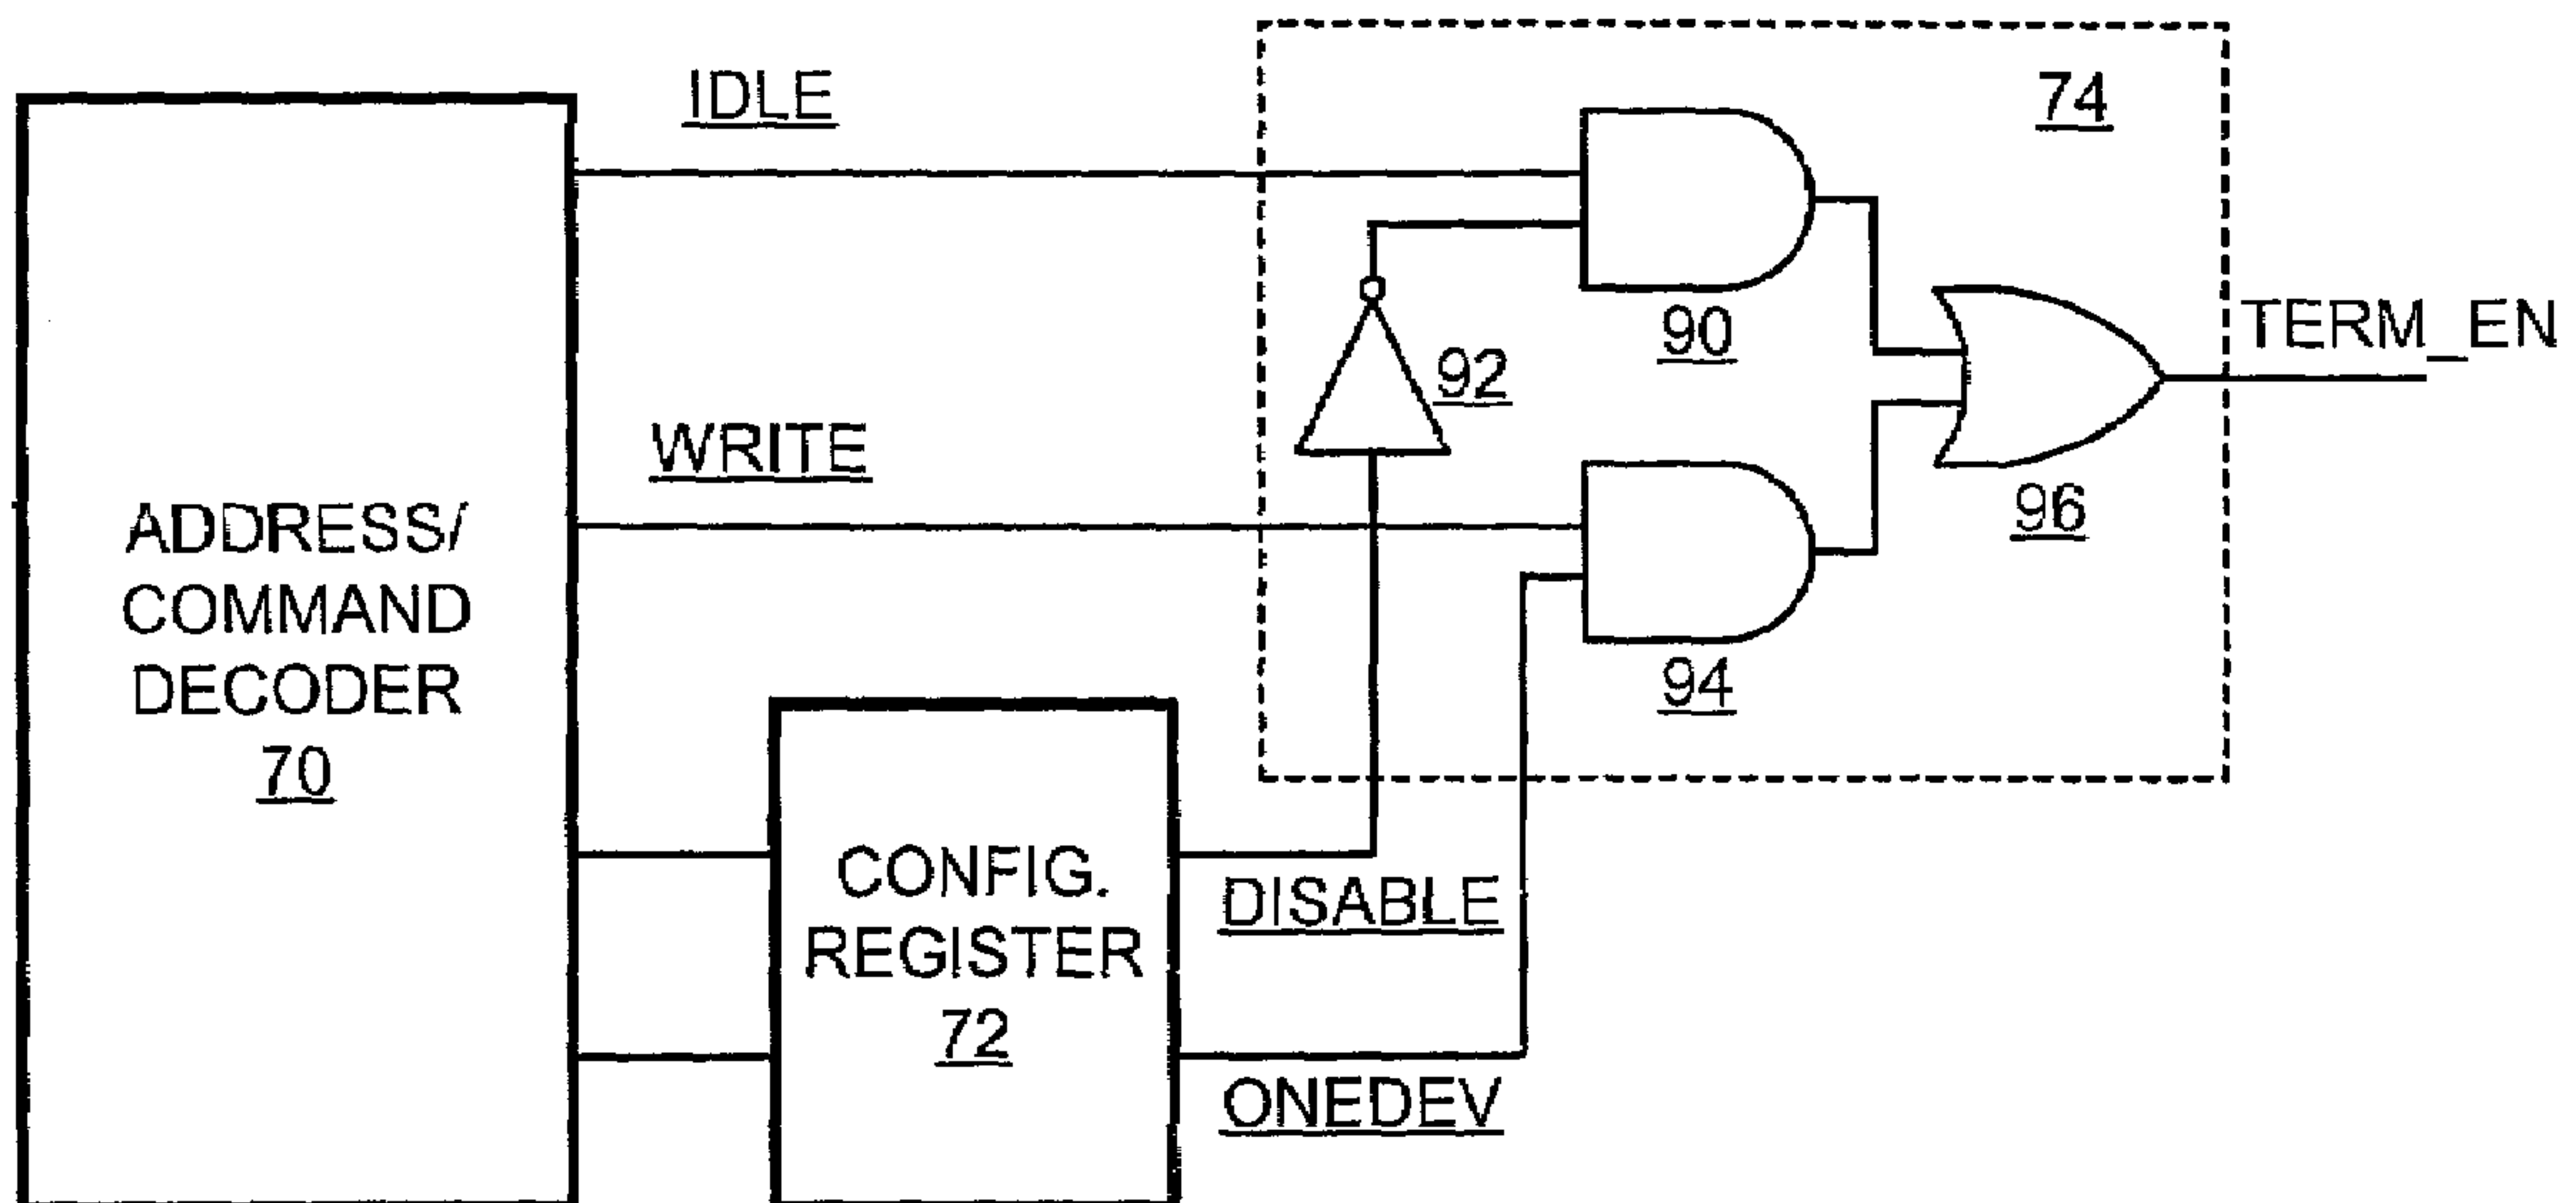 IDLE
74
90
92
TERM_EN
WRITE
96
94
ADDRESS/
COMMAND
DECODER
70
CONFIG.
REGISTER
72
DISABLE
ONEDEV